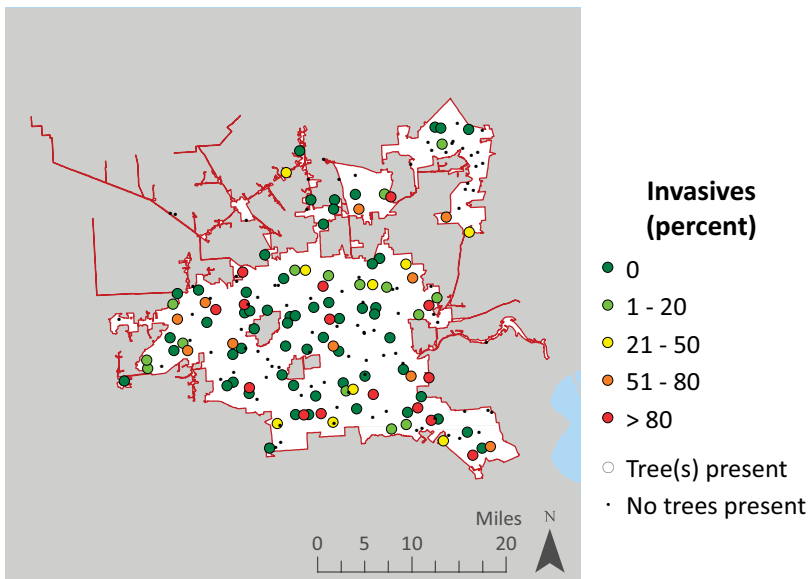 Invasives
(percent)
0
1 - 20
21 - 50
51 - 80
> 80
Tree(s) present
No trees present
Miles
N
0 5 10 20